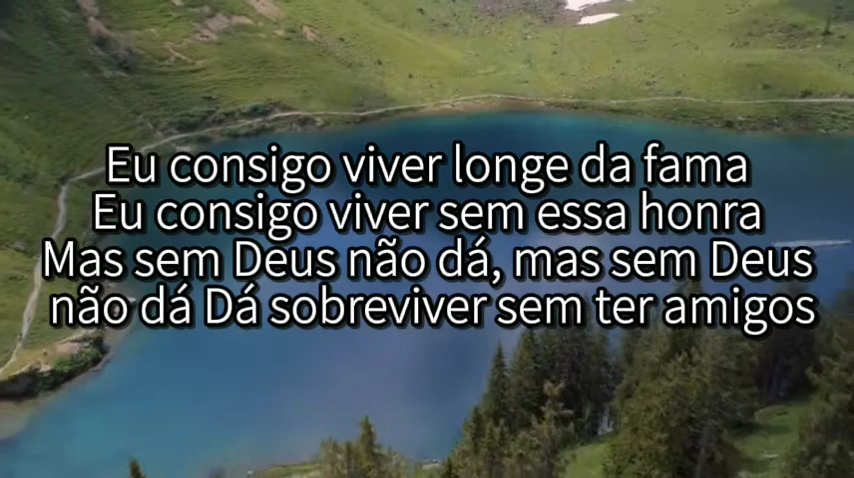 Eu consigo viver longe da fama
Eu consigo viver sem essa honra
Mas sem Deus não dá, mas sem Deus
não dá Dá sobreviver sem ter amigos